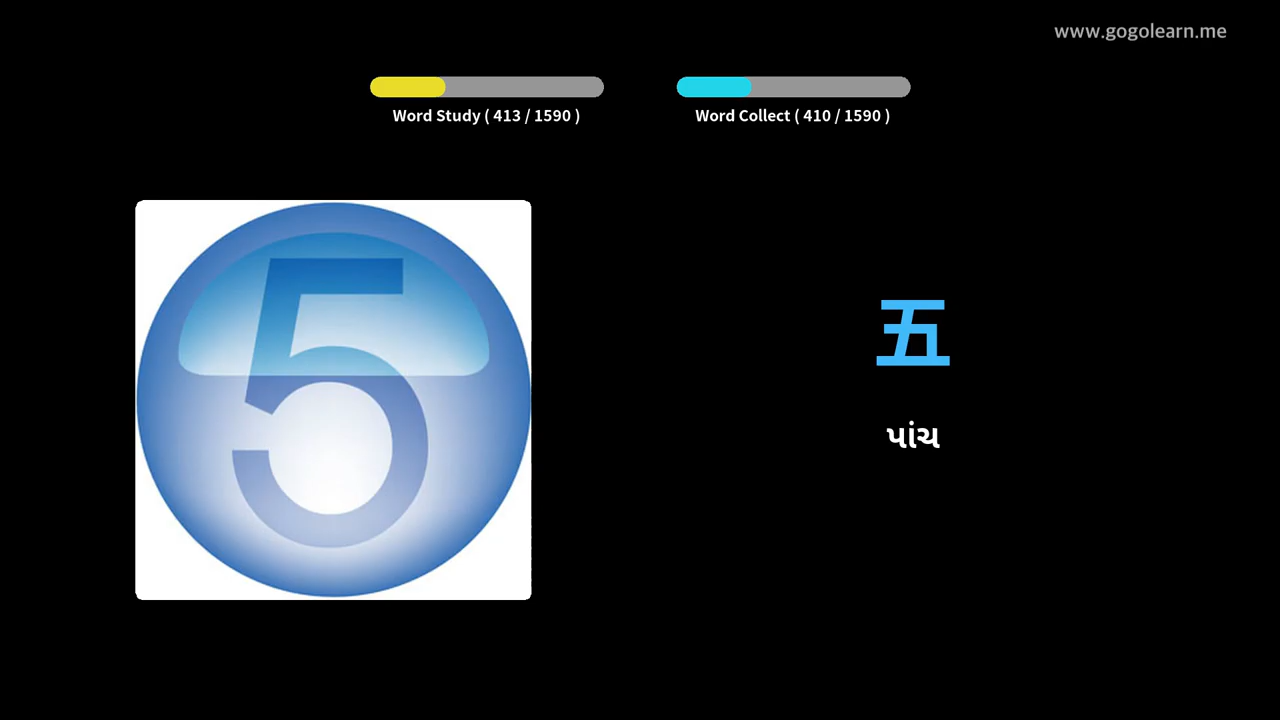 www.gogolearn.me
Word Study ( 413 / 1590 )
Word Collect ( 410 / 1590 )
5
五
પાંચ